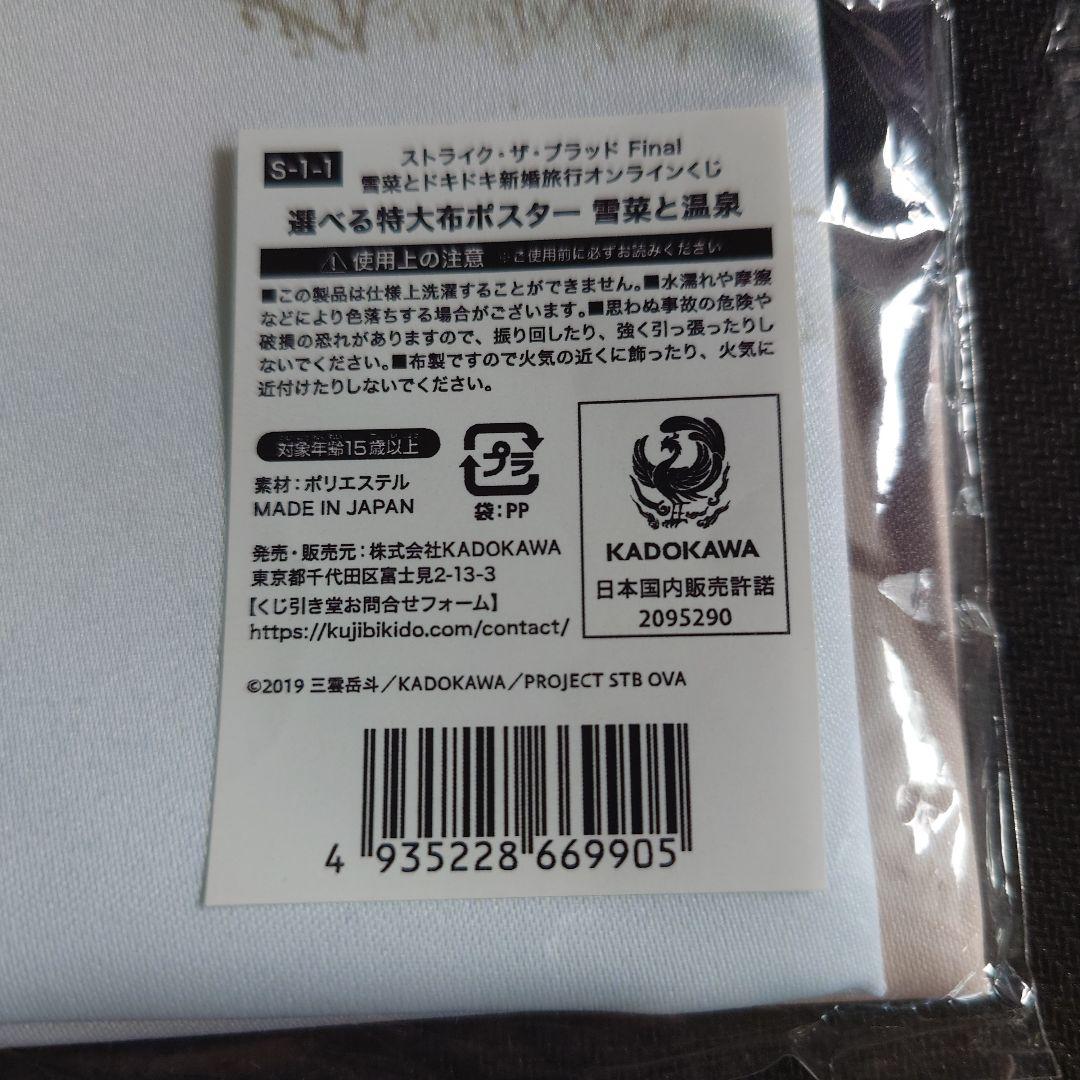 S-1-1
ストライク・ザ・ブラッド Final
雪菜とドキドキ新婚旅行オンラインくじ
選べる特大布ポスター 雪菜と温泉
使用上の注意 ※ご使用前に必ずお読みください
■この製品は仕様上洗濯することができません。■水濡れや摩擦
などにより色落ちする場合がございます。■思わぬ事故の危険や
破損の恐れがありますので、振り回したり、強く引っ張ったりし
ないでください。■布製ですので火気の近くに飾ったり、火気に
近付けたりしないでください。
対象年齢15歳以上
素材:ポリエステル
MADE IN JAPAN
プラ
袋:PP
発売・販売元:株式会社KADOKAWA
東京都千代田区富士見2-13-3
【くじ引き堂お問合せフォーム】
https://kujibikido.com/contact/
KADOKAWA
日本国内販売許諾
2095290
©2019 三雲岳斗/KADOKAWA/PROJECT STB OVA
4 935228 669905